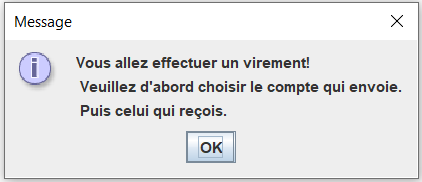 Message
Vous allez effectuer un virement!
Veuillez d'abord choisir le compte qui envoie.
Puis celui qui reçois.
OK